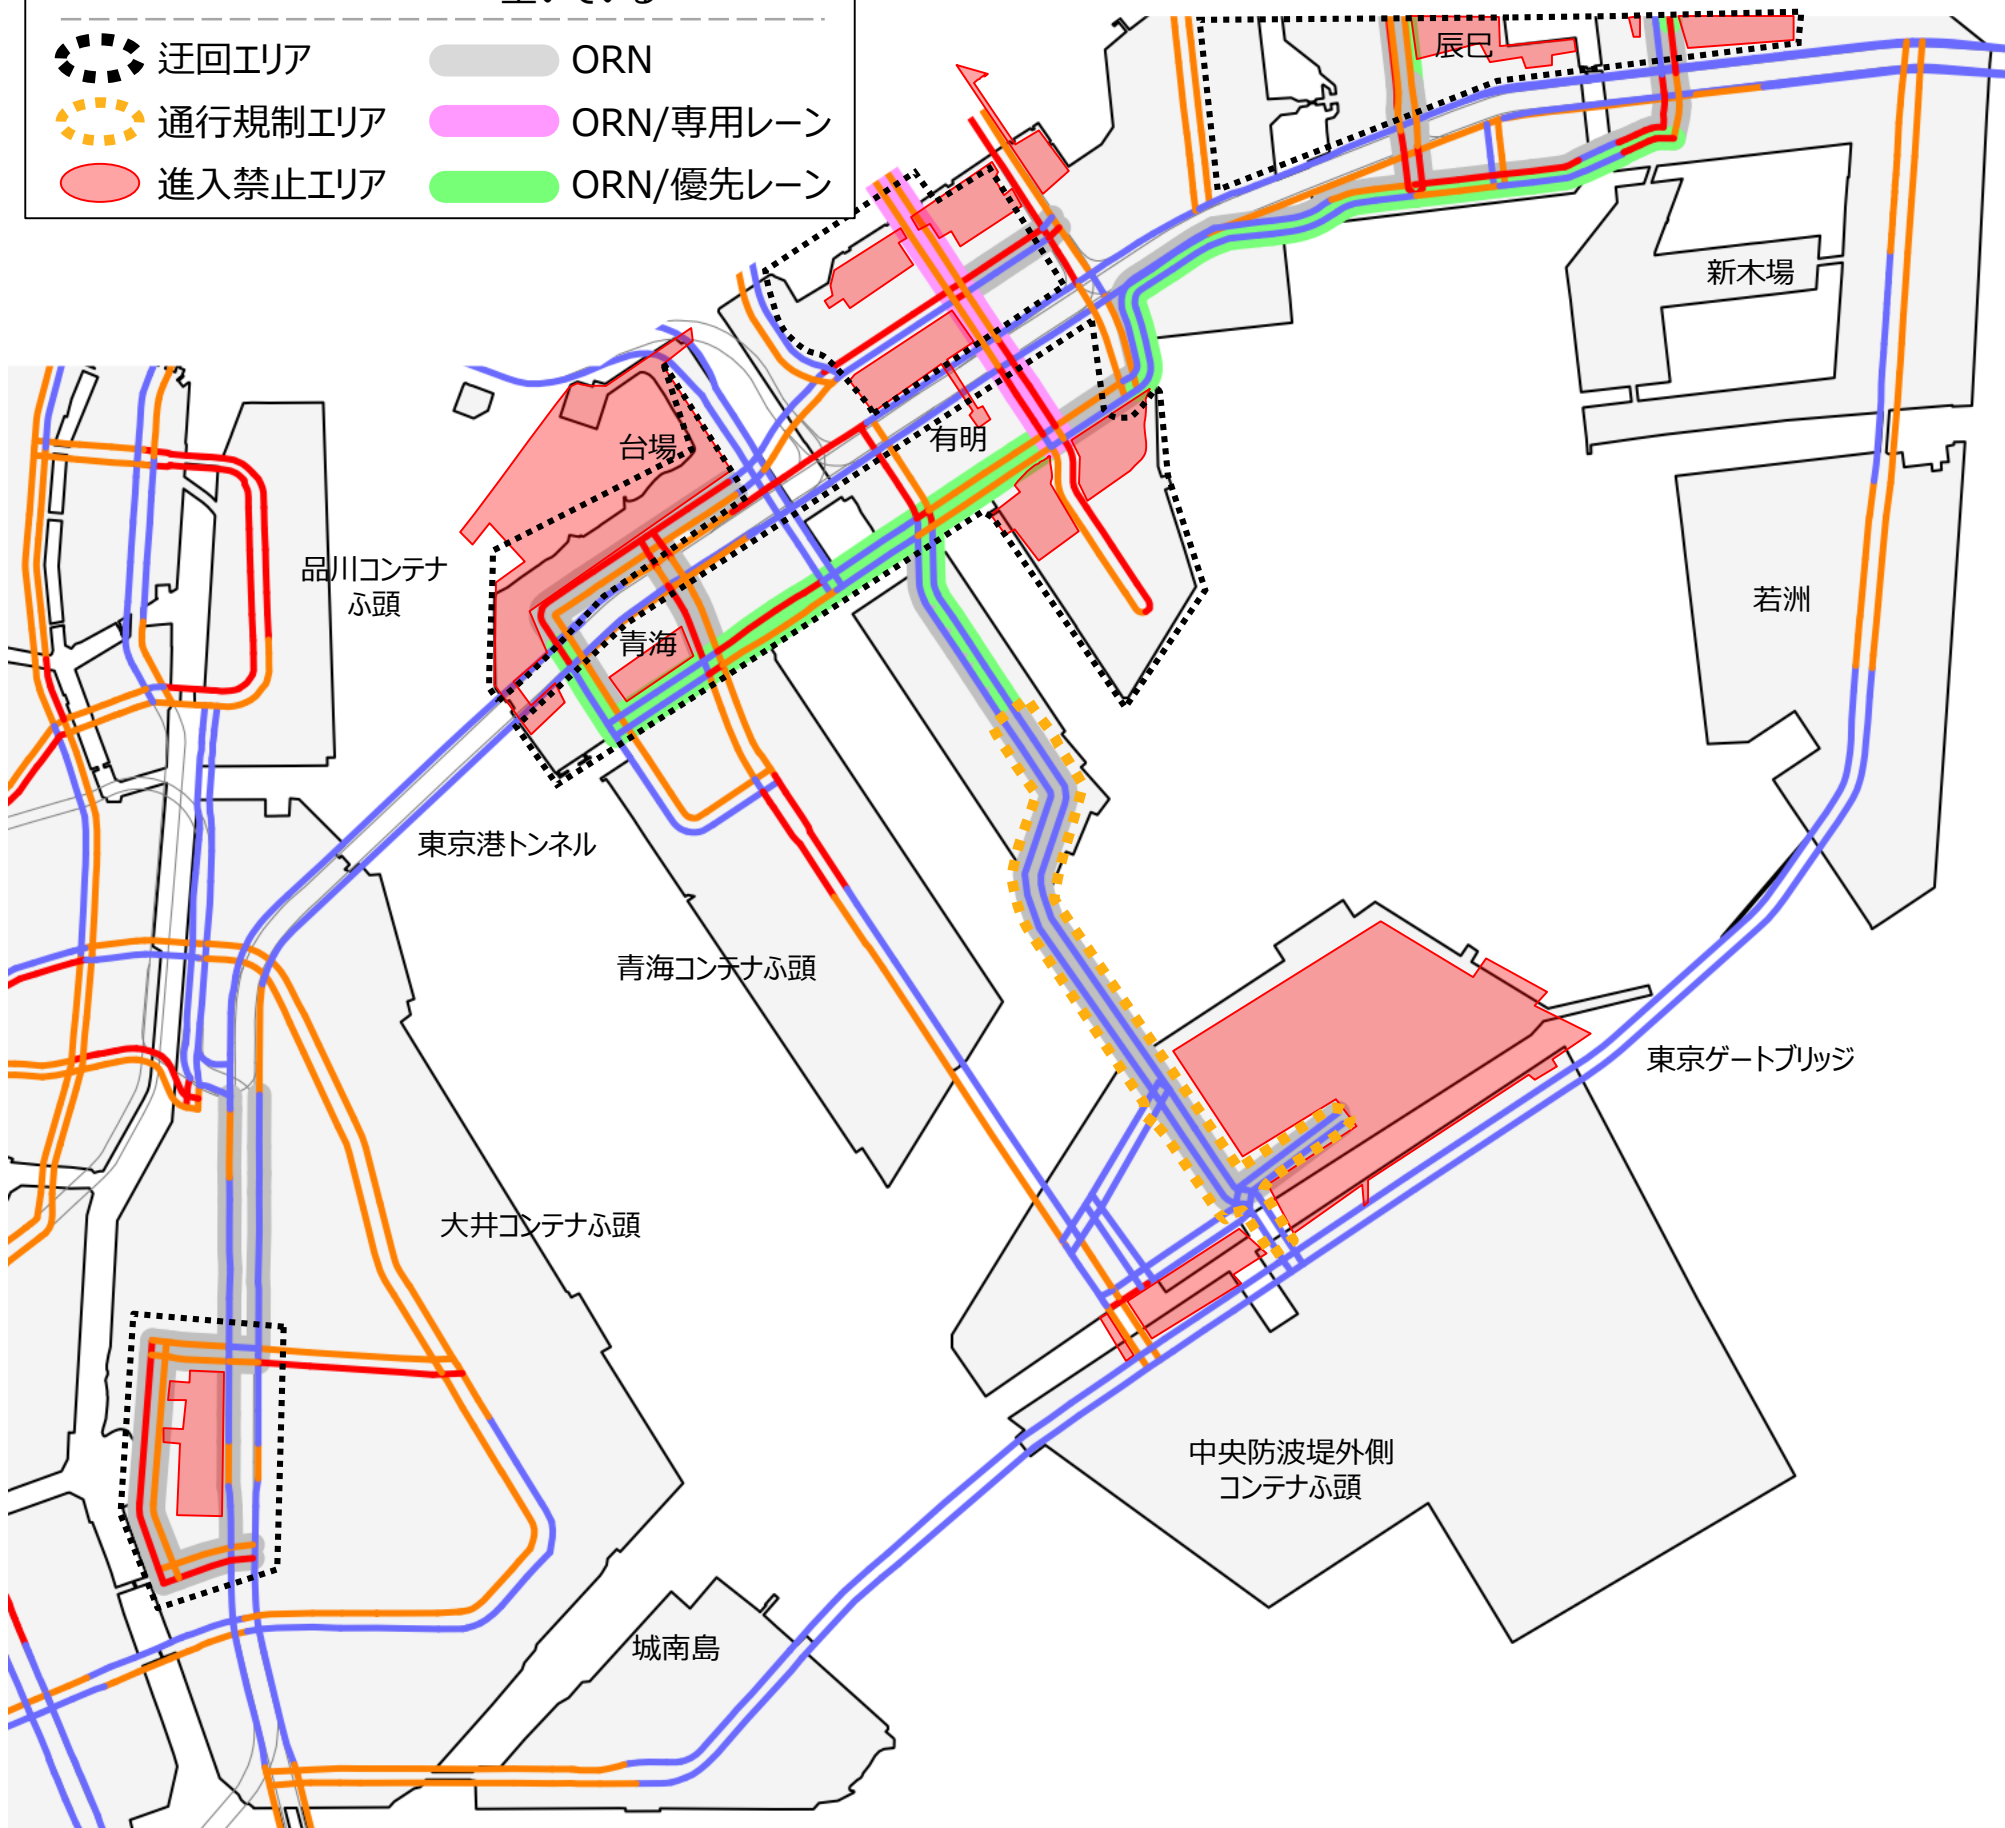 空いている
迂回エリア
ORN
通行規制エリア
ORN/専用レーン
進入禁止エリア
ORN/優先レーン
辰巳
新木場
有明
台場
品川コンテナ
ふ頭
若洲
青海
東京港トンネル
青海コンテナふ頭
東京ゲートブリッジ
大井コンテナふ頭
中央防波堤外側
コンテナふ頭
城南島